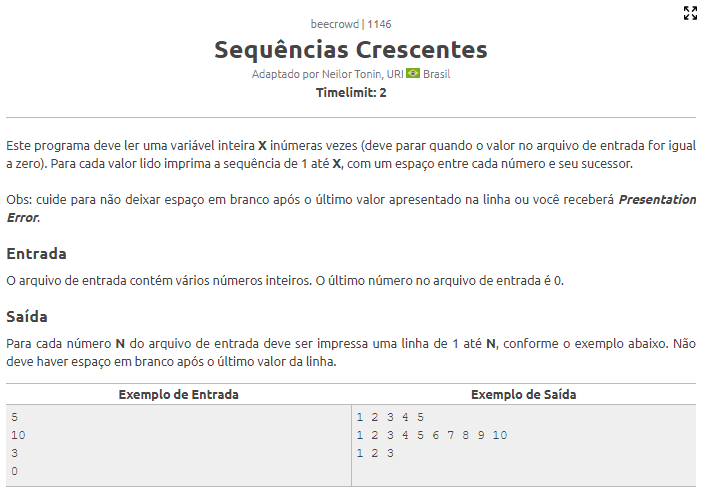 beecrowd | 1146
Sequências Crescentes
Adaptado por Neilor Tonin, URI Brasil
Timelimit: 2
Este programa deve ler uma variável inteira X inúmeras vezes (deve parar quando o valor no arquivo de entrada for igual
a zero). Para cada valor lido imprima a sequência de 1 até X, com um espaço entre cada número e seu sucessor.
Obs: cuide para não deixar espaço em branco após o último valor apresentado na linha ou você receberá Presentation
Error.
Entrada
O arquivo de entrada contém vários números inteiros. O último número no arquivo de entrada é 0.
Saída
Para cada número N do arquivo de entrada deve ser impressa uma linha de 1 até N, conforme o exemplo abaixo. Não
deve haver espaço em branco após o último valor da linha.
Exemplo de Entrada Exemplo de Saída
5 1 2 3 4 5
10 1 2 3 4 5 6 7 8 9 10
3 1 2 3
0